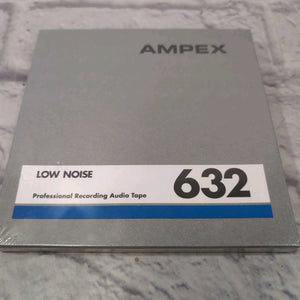 AMPEX
LOW NOISE
632
Professional Recording Audio Tape